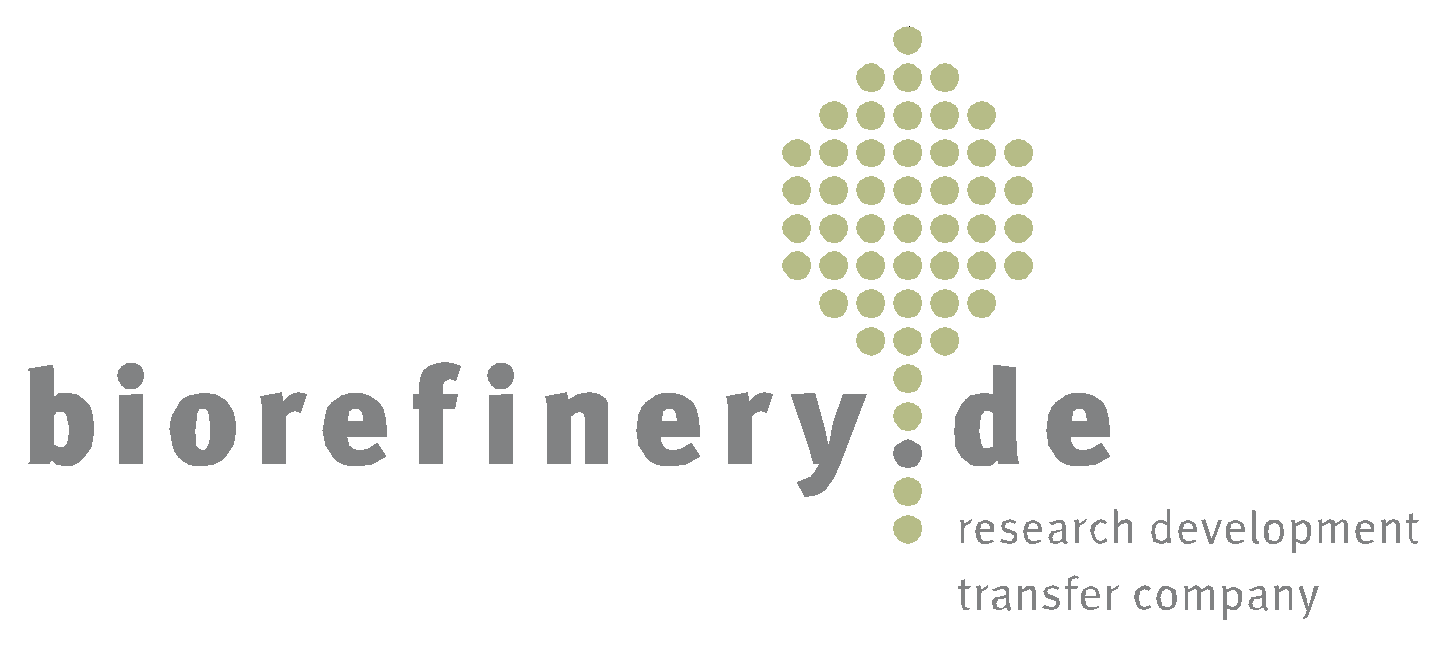 biorefinery.de
research development
transfer company